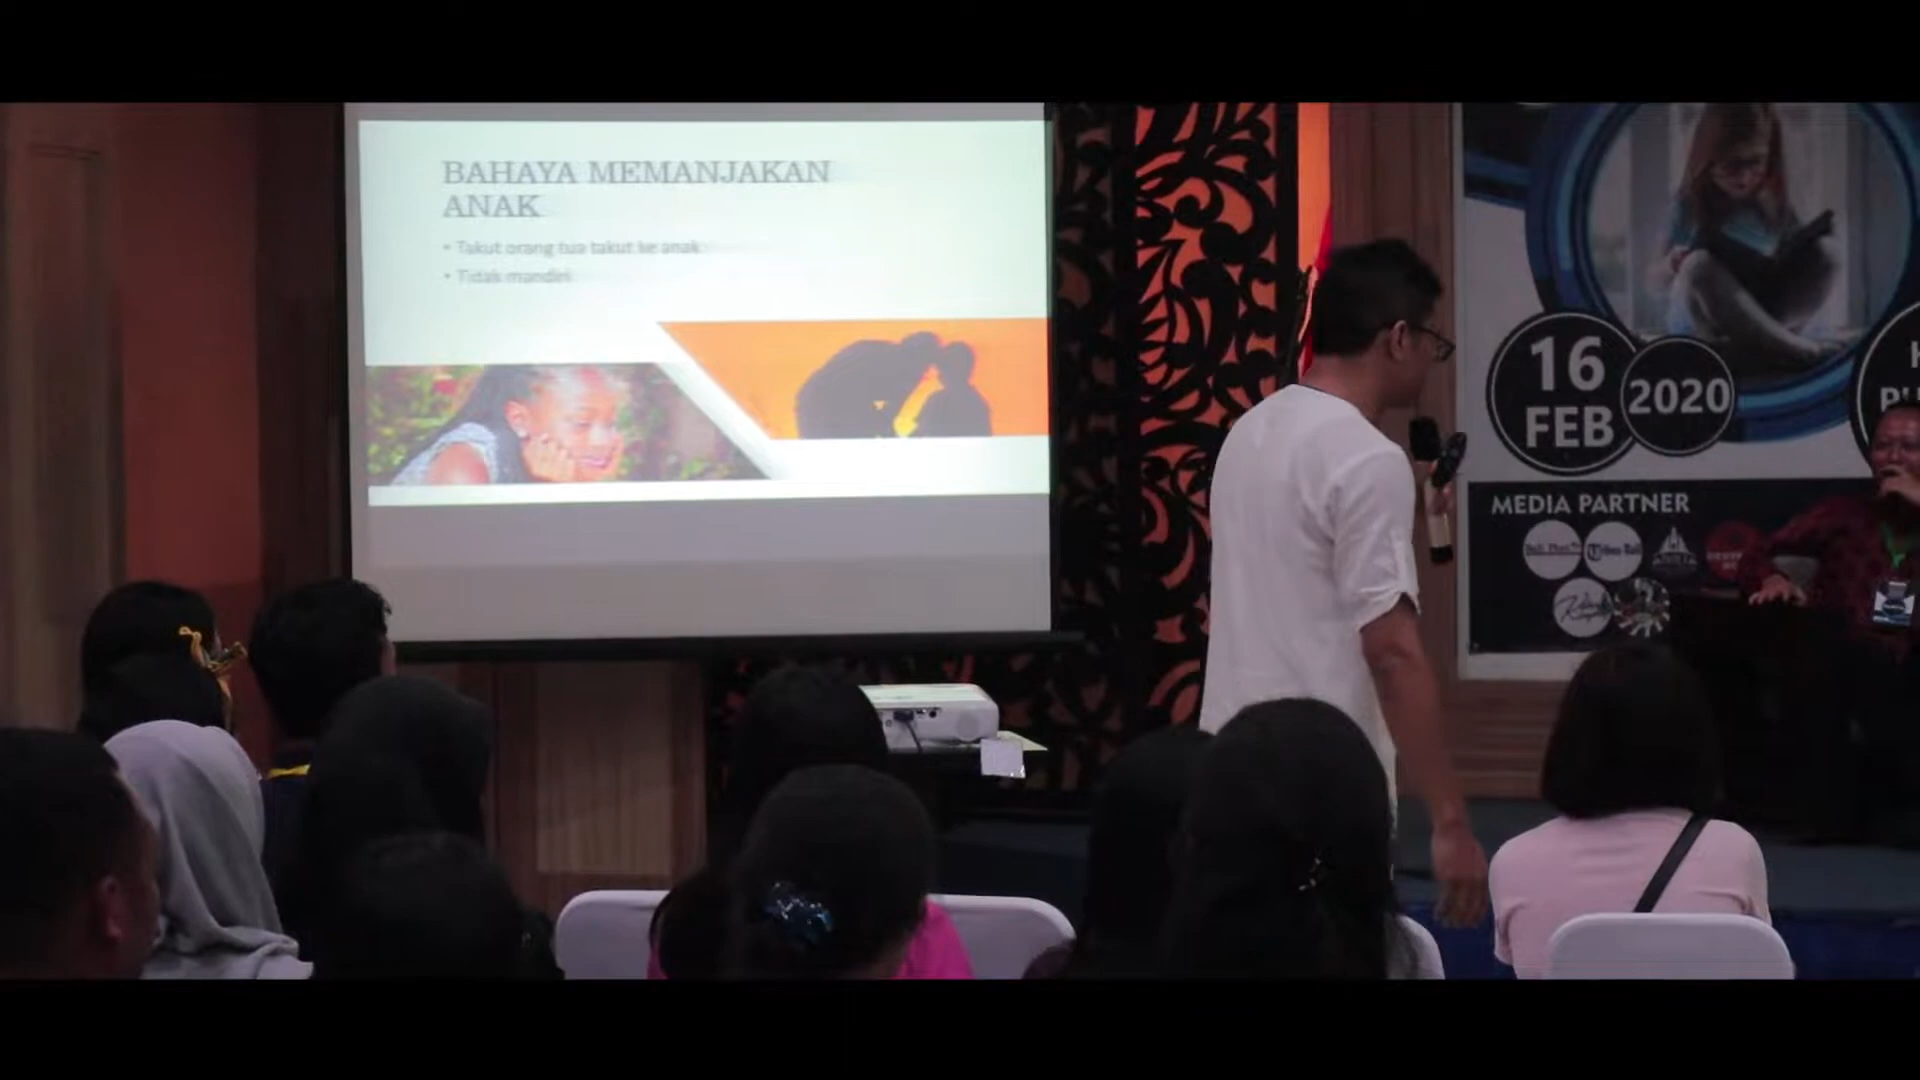 BAHAYA MEMANJAKAN
ANAK
• Takut orang tua takut ke anak
• Tidak mandiri
16
FEB
2020
MEDIA PARTNER